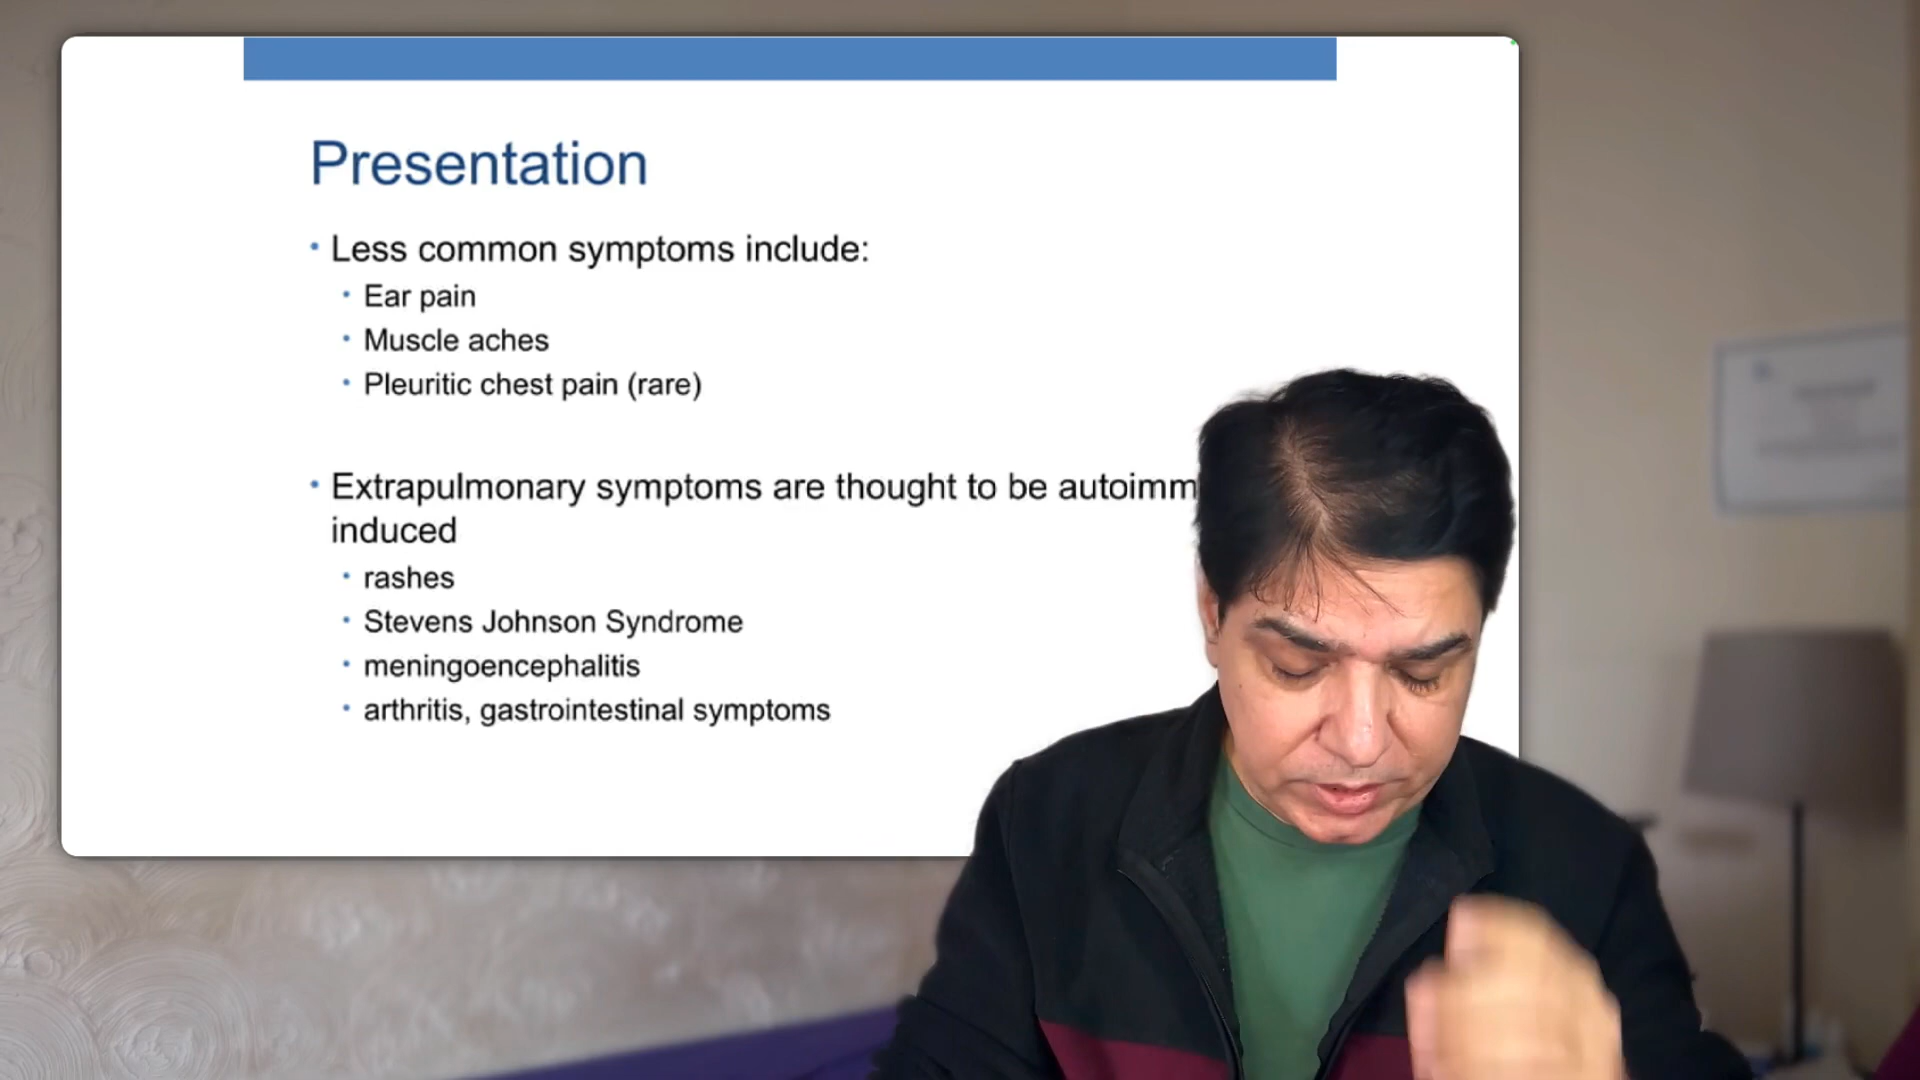 Presentation
• Less common symptoms include:
• Ear pain
• Muscle aches
• Pleuritic chest pain (rare)
• Extrapulmonary symptoms are thought to be autoimm
induced
• rashes
• Stevens Johnson Syndrome
• meningoencephalitis
• arthritis, gastrointestinal symptoms